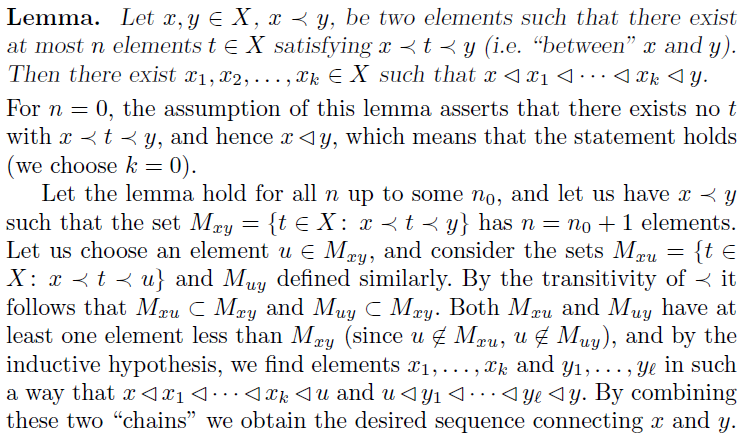 Lemma. Let x, y ∈ X, x ≺ y, be two elements such that there exist
at most n elements t ∈ X satisfying x ≺ t ≺ y (i.e. “between” x and y).
Then there exist x₁, x₂, . . . , xₖ ∈ X such that x ◁ x₁ ◁ · · · ◁ xₖ ◁ y.
For n = 0, the assumption of this lemma asserts that there exists no t
with x ≺ t ≺ y, and hence x ◁ y, which means that the statement holds
(we choose k = 0).
Let the lemma hold for all n up to some n₀, and let us have x ≺ y
such that the set Mₓᵧ = {t ∈ X : x ≺ t ≺ y} has n = n₀ + 1 elements.
Let us choose an element u ∈ Mₓᵧ, and consider the sets Mₓᵤ = {t ∈
X : x ≺ t ≺ u} and Mᵤᵧ defined similarly. By the transitivity of ≺ it
follows that Mₓᵤ ⊂ Mₓᵧ and Mᵤᵧ ⊂ Mₓᵧ. Both Mₓᵤ and Mᵤᵧ have at
least one element less than Mₓᵧ (since u ∉ Mₓᵤ, u ∉ Mᵤᵧ), and by the
inductive hypothesis, we find elements x₁, . . . , xₖ and y₁, . . . , yℓ in such
a way that x ◁ x₁ ◁ · · · ◁ xₖ ◁ u and u ◁ y₁ ◁ · · · ◁ yℓ ◁ y. By combining
these two “chains” we obtain the desired sequence connecting x and y.